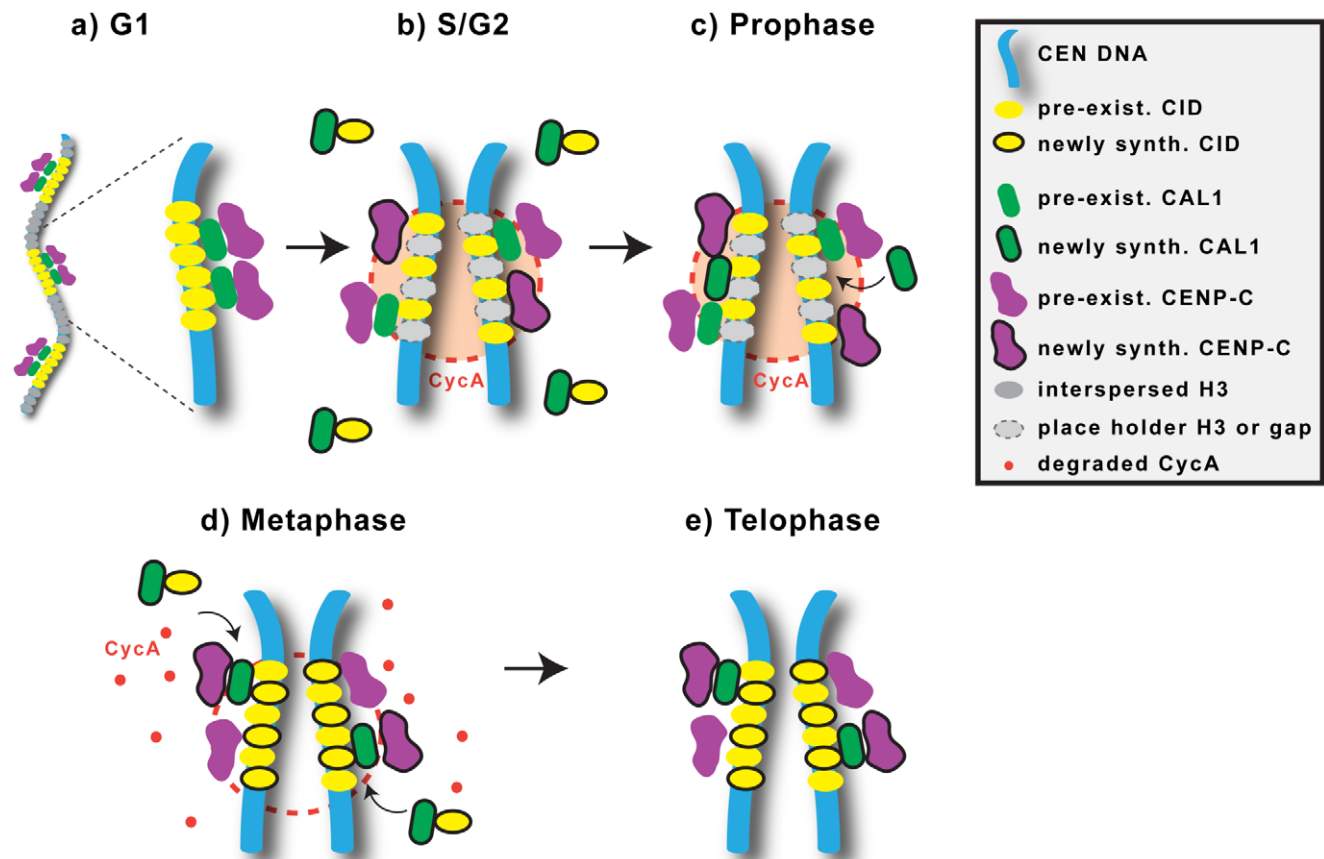 a) G1
b) S/G2
c) Prophase
CycA
CycA
CEN DNA
pre-exist. CID
newly synth. CID
pre-exist. CAL1
newly synth. CAL1
pre-exist. CENP-C
newly synth. CENP-C
interspersed H3
place holder H3 or gap
degraded CycA
d) Metaphase
e) Telophase
CycA